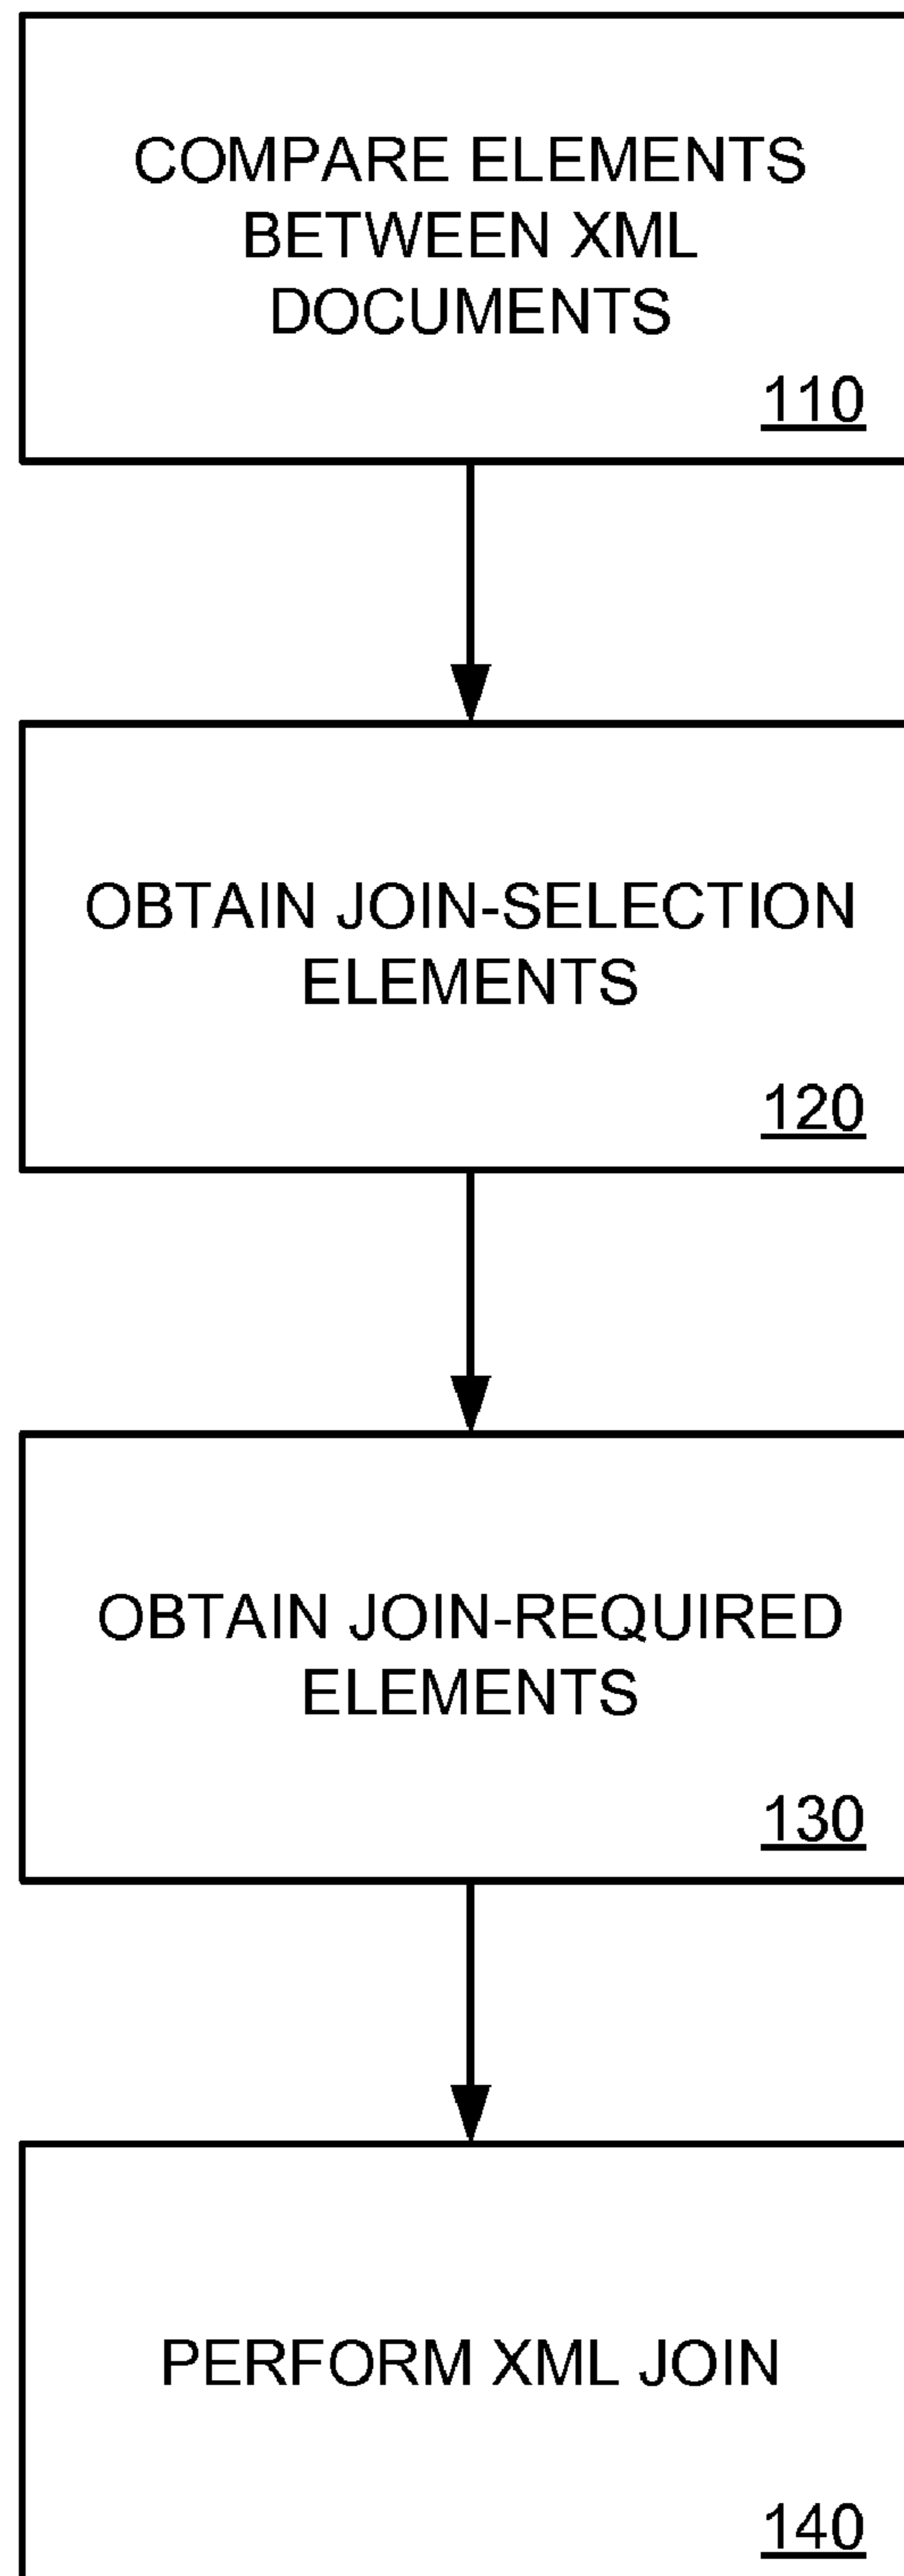 COMPARE ELEMENTS
BETWEEN XML
DOCUMENTS
110
OBTAIN JOIN-SELECTION
ELEMENTS
120
OBTAIN JOIN-REQUIRED
ELEMENTS
130
PERFORM XML JOIN
140